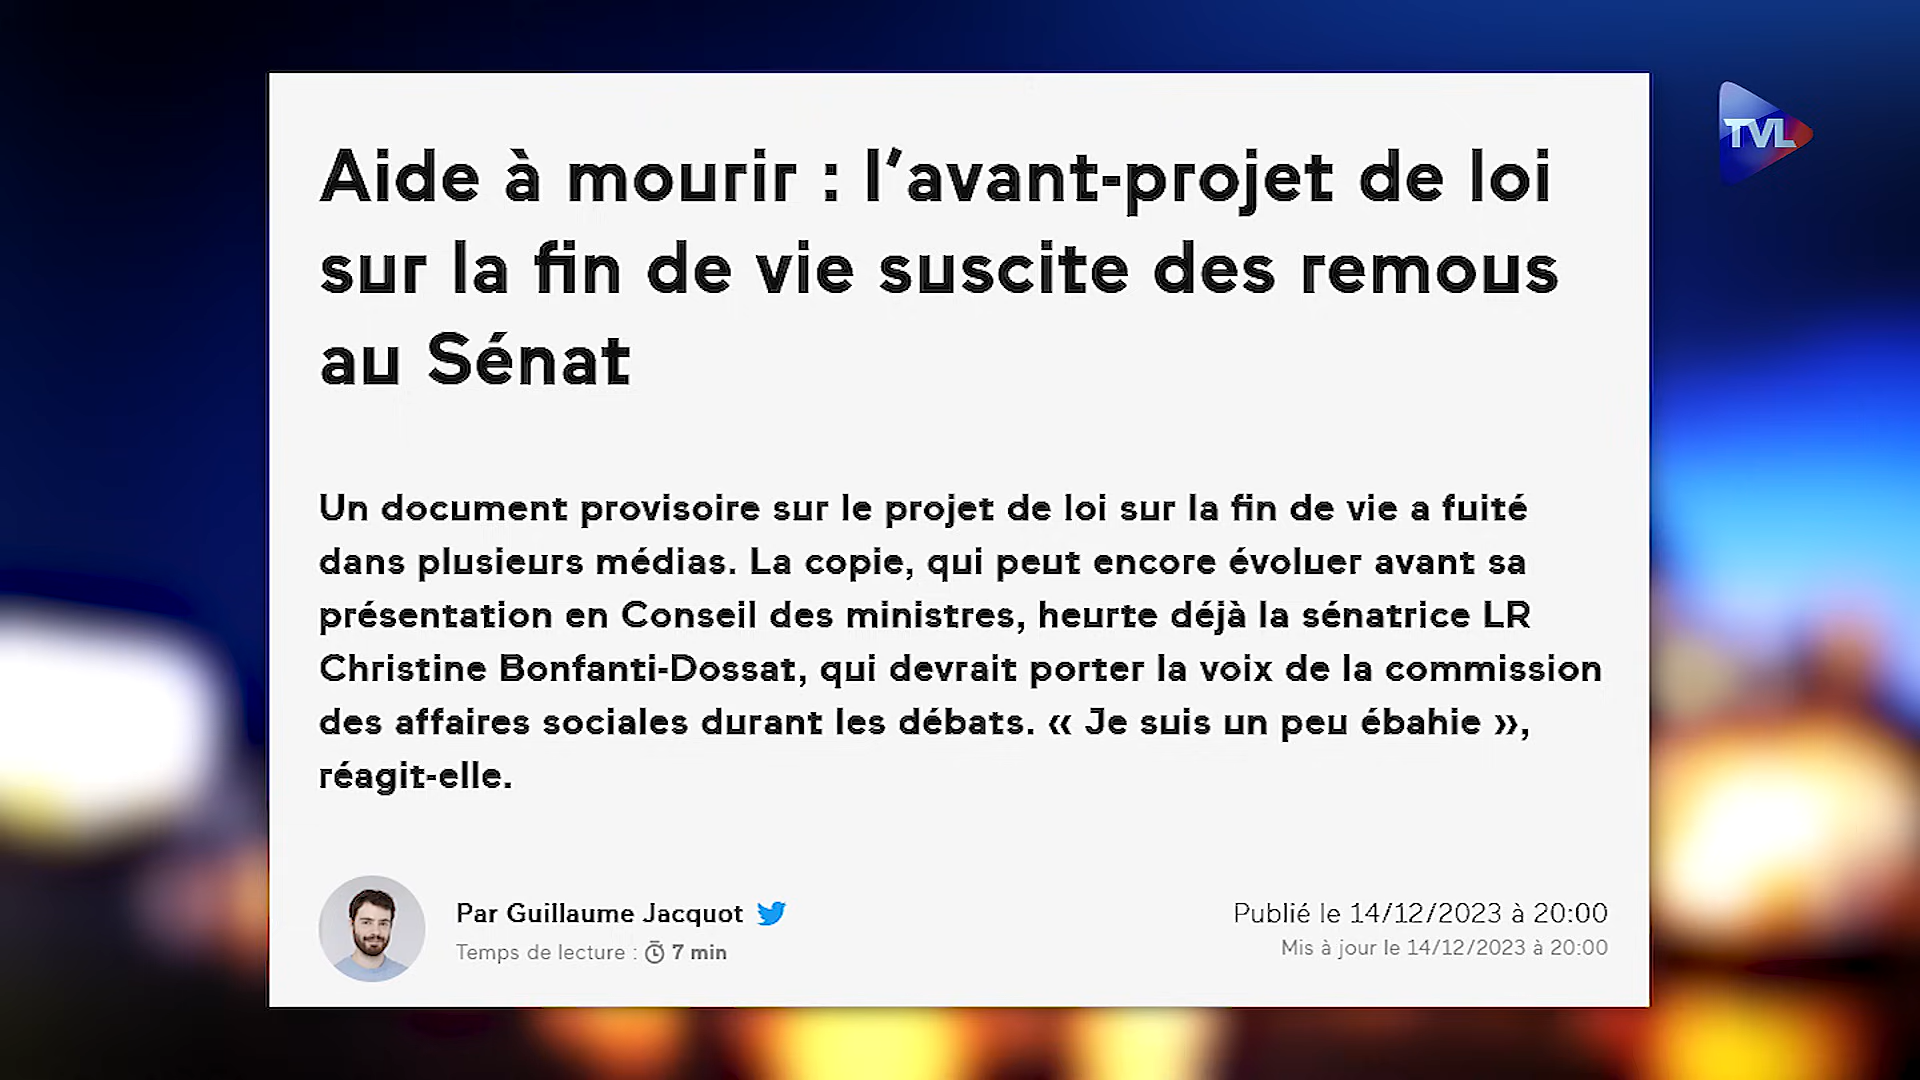 Aide à mourir : l’avant-projet de loi
sur la fin de vie suscite des remous
au Sénat
Un document provisoire sur le projet de loi sur la fin de vie a fuité
dans plusieurs médias. La copie, qui peut encore évoluer avant sa
présentation en Conseil des ministres, heurte déjà la sénatrice LR
Christine Bonfanti-Dossat, qui devrait porter la voix de la commission
des affaires sociales durant les débats. « Je suis un peu ébahie »,
réagit-elle.
Par Guillaume Jacquot
Temps de lecture : 7 min
Publié le 14/12/2023 à 20:00
Mis à jour le 14/12/2023 à 20:00
TVL